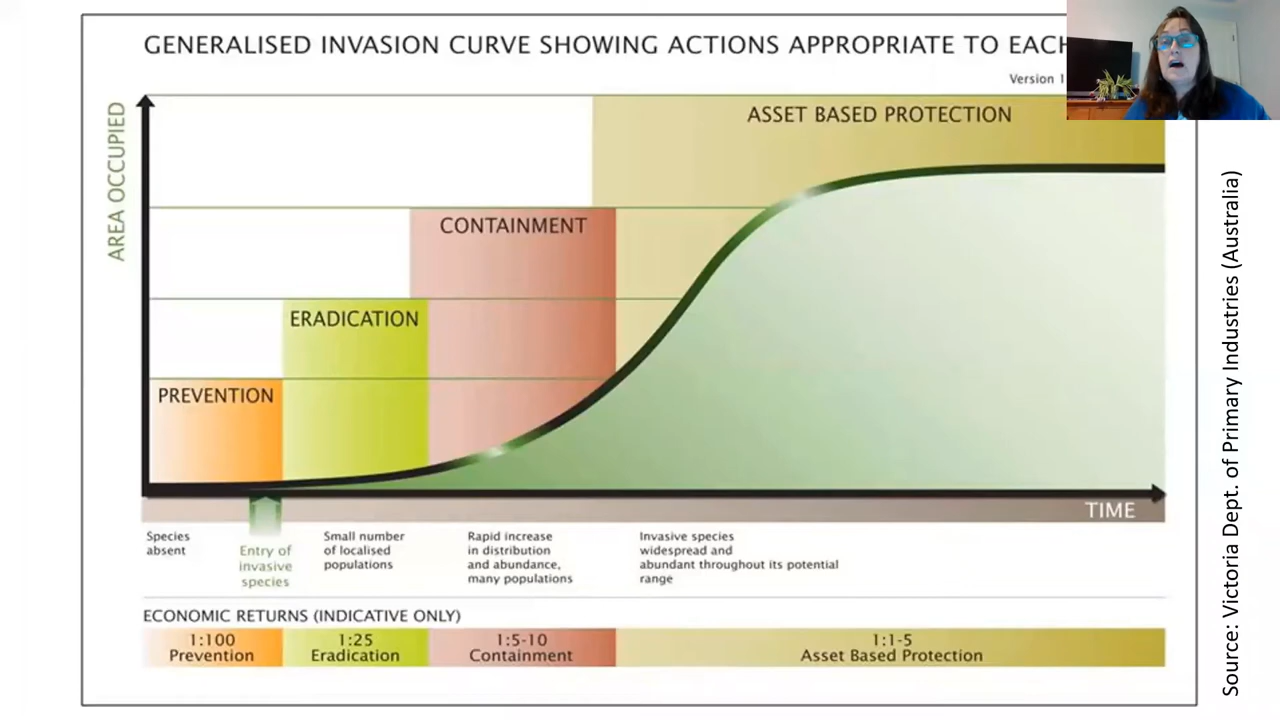 GENERALISED INVASION CURVE SHOWING ACTIONS APPROPRIATE TO EACH
Version 1
AREA OCCUPIED
ASSET BASED PROTECTION
CONTAINMENT
ERADICATION
PREVENTION
TIME
Species
absent
Entry of
invasive
species
Small number
of localised
populations
Rapid increase
in distribution
and abundance,
many populations
Invasive species
widespread and
abundant throughout its potential
range
ECONOMIC RETURNS (INDICATIVE ONLY)
1:100
Prevention
1:25
Eradication
1:5-10
Containment
1:1-5
Asset Based Protection
Source: Victoria Dept. of Primary Industries (Australia)